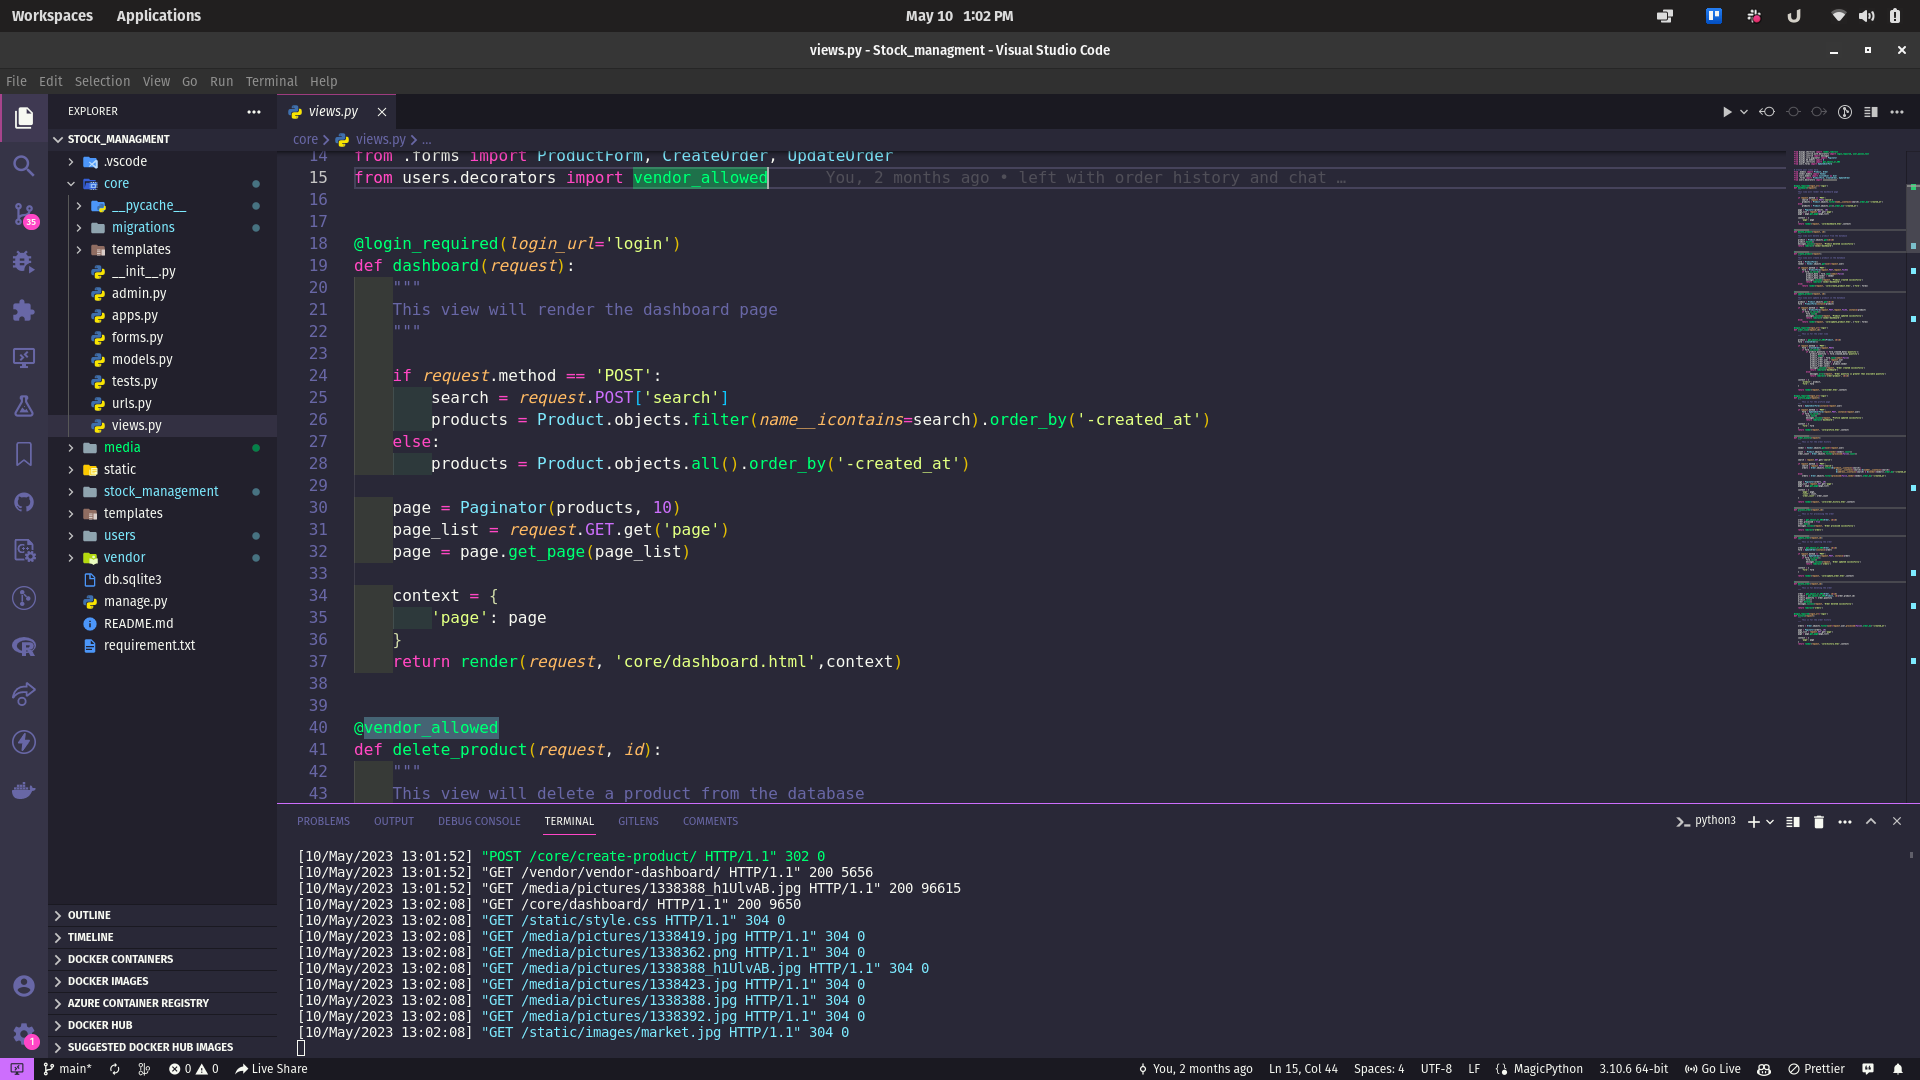 Workspaces Applications May 10 1:02 PM
views.py - Stock_managment - Visual Studio Code
File Edit Selection View Go Run Terminal Help
EXPLORER
STOCK_MANAGMENT
.vscode
core
__pycache__
migrations
templates
__init__.py
admin.py
apps.py
forms.py
models.py
tests.py
urls.py
views.py
media
static
stock_management
templates
users
vendor
db.sqlite3
manage.py
README.md
requirement.txt
OUTLINE
TIMELINE
DOCKER CONTAINERS
DOCKER IMAGES
AZURE CONTAINER REGISTRY
DOCKER HUB
SUGGESTED DOCKER HUB IMAGES
35
1
views.py
core > views.py > ...
14 from .forms import ProductForm, CreateOrder, UpdateOrder
15 from users.decorators import vendor_allowed You, 2 months ago • left with order history and chat …
16
17
18 @login_required(login_url='login')
19 def dashboard(request):
20 """
21 This view will render the dashboard page
22 """
23
24 if request.method == 'POST':
25 search = request.POST['search']
26 products = Product.objects.filter(name__icontains=search).order_by('-created_at')
27 else:
28 products = Product.objects.all().order_by('-created_at')
29
30 page = Paginator(products, 10)
31 page_list = request.GET.get('page')
32 page = page.get_page(page_list)
33
34 context = {
35 'page': page
36 }
37 return render(request, 'core/dashboard.html',context)
38
39
40 @vendor_allowed
41 def delete_product(request, id):
42 """
43 This view will delete a product from the database
PROBLEMS OUTPUT DEBUG CONSOLE TERMINAL GITLENS COMMENTS python3
[10/May/2023 13:01:52] "POST /core/create-product/ HTTP/1.1" 302 0
[10/May/2023 13:01:52] "GET /vendor/vendor-dashboard/ HTTP/1.1" 200 5656
[10/May/2023 13:01:52] "GET /media/pictures/1338388_h1UlvAB.jpg HTTP/1.1" 200 96615
[10/May/2023 13:02:08] "GET /core/dashboard/ HTTP/1.1" 200 9650
[10/May/2023 13:02:08] "GET /static/style.css HTTP/1.1" 304 0
[10/May/2023 13:02:08] "GET /media/pictures/1338419.jpg HTTP/1.1" 304 0
[10/May/2023 13:02:08] "GET /media/pictures/1338362.png HTTP/1.1" 304 0
[10/May/2023 13:02:08] "GET /media/pictures/1338388_h1UlvAB.jpg HTTP/1.1" 304 0
[10/May/2023 13:02:08] "GET /media/pictures/1338423.jpg HTTP/1.1" 304 0
[10/May/2023 13:02:08] "GET /media/pictures/1338388.jpg HTTP/1.1" 304 0
[10/May/2023 13:02:08] "GET /media/pictures/1338392.jpg HTTP/1.1" 304 0
[10/May/2023 13:02:08] "GET /static/images/market.jpg HTTP/1.1" 304 0
main* 0 0 Live Share You, 2 months ago Ln 15, Col 44 Spaces: 4 UTF-8 LF MagicPython 3.10.6 64-bit Go Live Prettier